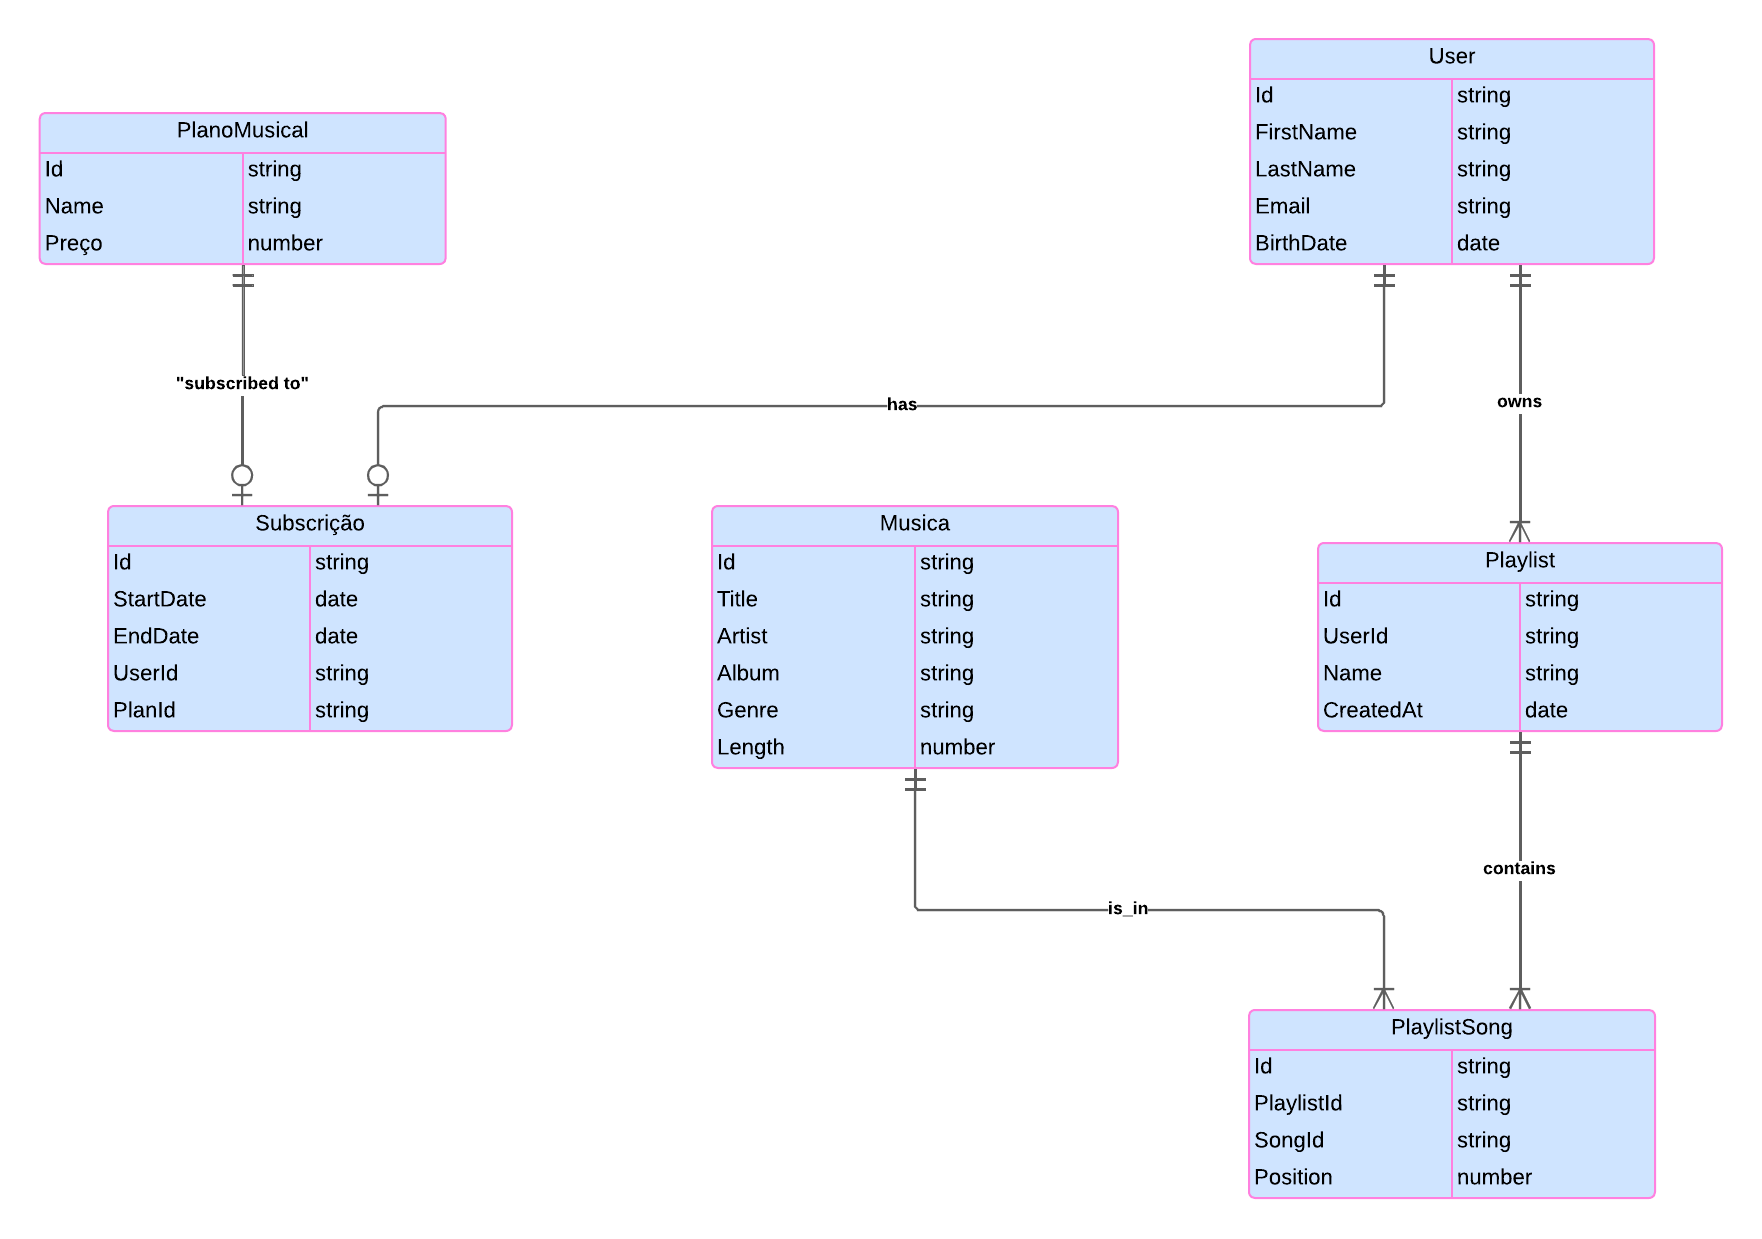 User
Id string
FirstName string
LastName string
Email string
BirthDate date
PlanoMusical
Id string
Name string
Preço number
"subscribed to"
has
owns
Subscrição
Id string
StartDate date
EndDate date
UserId string
PlanId string
Musica
Id string
Title string
Artist string
Album string
Genre string
Length number
Playlist
Id string
UserId string
Name string
CreatedAt date
contains
is_in
PlaylistSong
Id string
PlaylistId string
SongId string
Position number